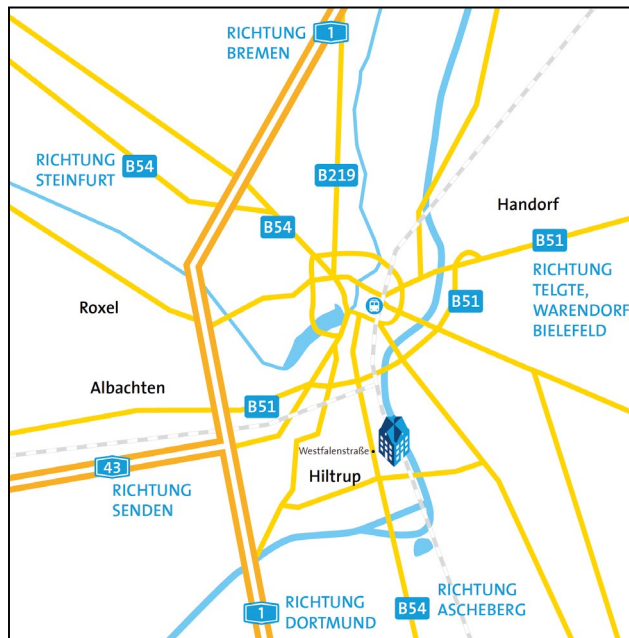 RICHTUNG
BREMEN
1
RICHTUNG
STEINFURT
B54
B219
B54
Handorf
B51
RICHTUNG
TELGTE,
WARENDORF
BIELEFELD
B51
Roxel
Albachten
B51
Westfalenstraße
43
Hiltrup
RICHTUNG
SENDEN
1
RICHTUNG
DORTMUND
B54
RICHTUNG
ASCHEBERG